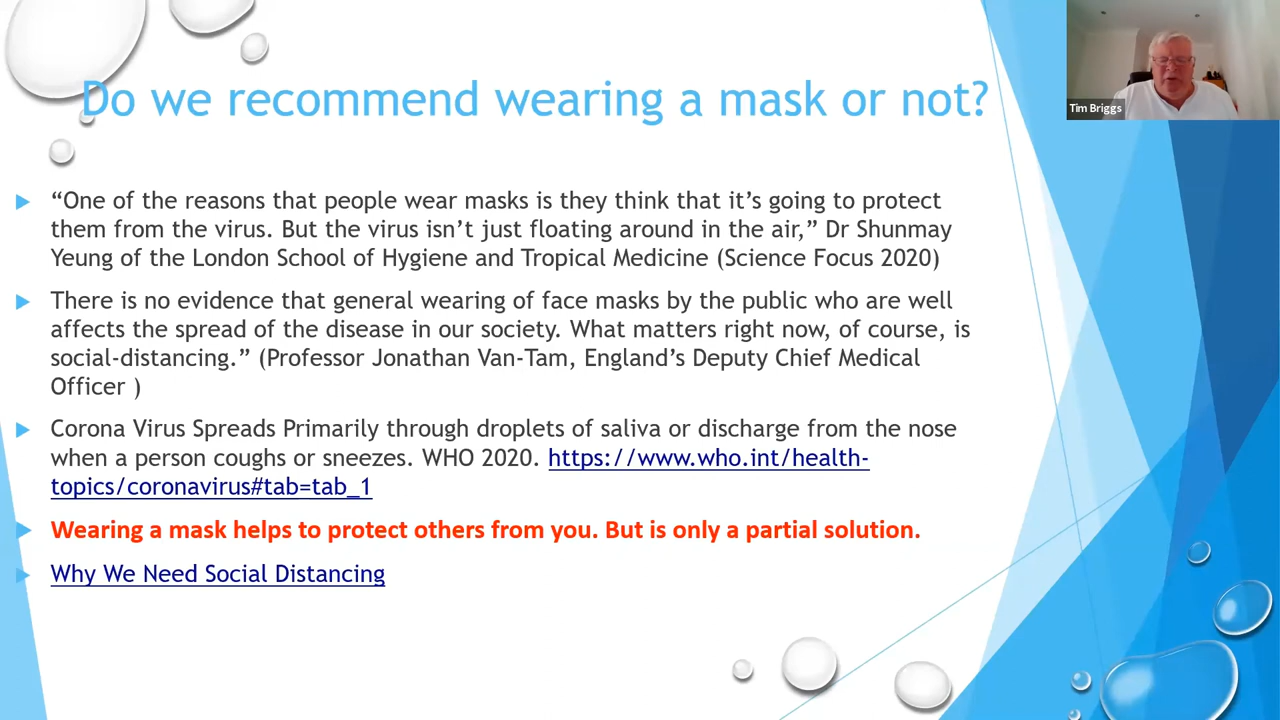 Do we recommend wearing a mask or not?
Tim Briggs
“One of the reasons that people wear masks is they think that it’s going to protect
them from the virus. But the virus isn’t just floating around in the air,” Dr Shunmay
Yeung of the London School of Hygiene and Tropical Medicine (Science Focus 2020)
There is no evidence that general wearing of face masks by the public who are well
affects the spread of the disease in our society. What matters right now, of course, is
social-distancing.” (Professor Jonathan Van-Tam, England’s Deputy Chief Medical
Officer )
Corona Virus Spreads Primarily through droplets of saliva or discharge from the nose
when a person coughs or sneezes. WHO 2020. https://www.who.int/health-
topics/coronavirus#tab=tab_1
Wearing a mask helps to protect others from you. But is only a partial solution.
Why We Need Social Distancing